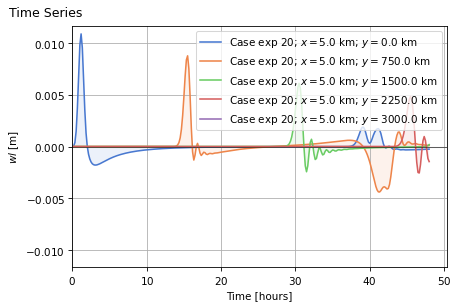 Time Series
Case exp 20; x = 5.0 km; y = 0.0 km
Case exp 20; x = 5.0 km; y = 750.0 km
Case exp 20; x = 5.0 km; y = 1500.0 km
Case exp 20; x = 5.0 km; y = 2250.0 km
Case exp 20; x = 5.0 km; y = 3000.0 km
0.010
0.005
0.000
−0.005
−0.010
wl [m]
0 10 20 30 40 50
Time [hours]